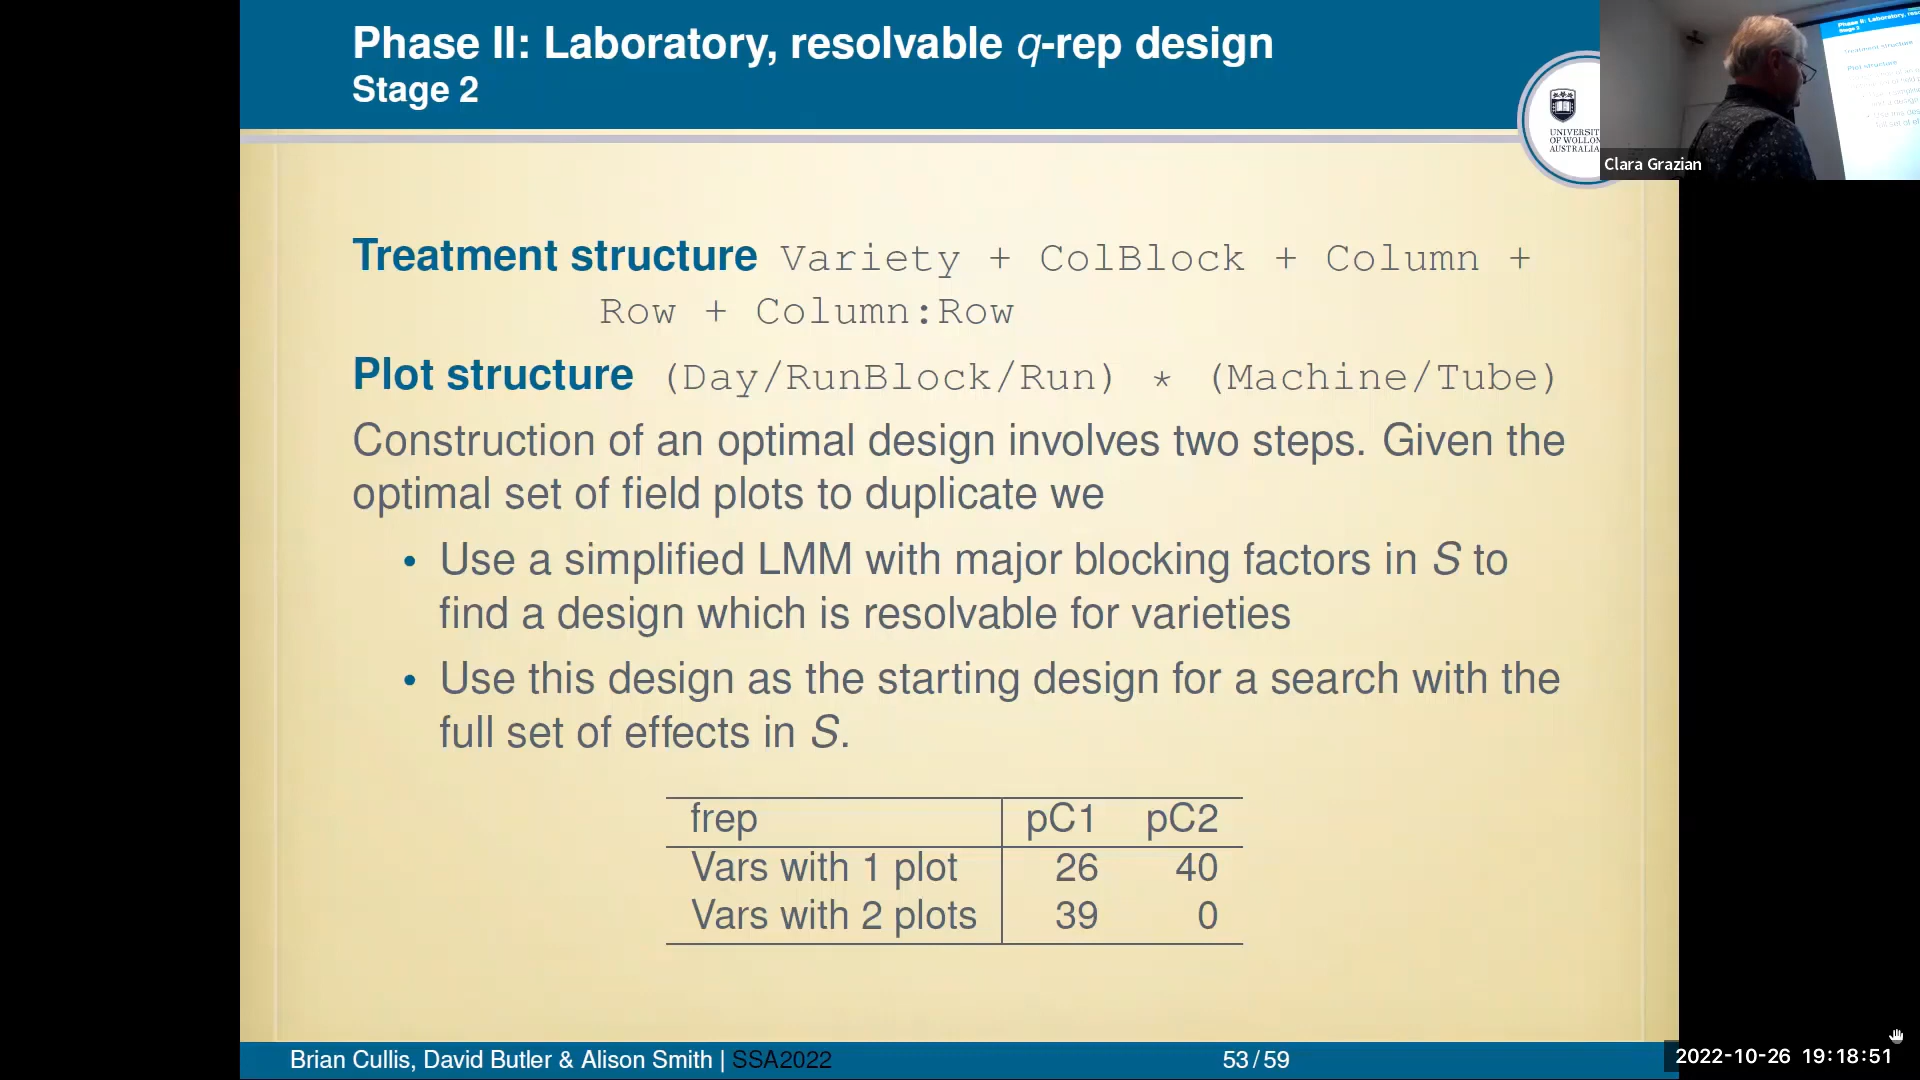 Phase II: Laboratory, resolvable q-rep design
Stage 2
UNIVERSITY
OF WOLLON
AUSTRALIA
Clara Grazian
Treatment structure Variety + ColBlock + Column +
Row + Column:Row
Plot structure (Day/RunBlock/Run) * (Machine/Tube)
Construction of an optimal design involves two steps. Given the
optimal set of field plots to duplicate we
• Use a simplified LMM with major blocking factors in S to
find a design which is resolvable for varieties
• Use this design as the starting design for a search with the
full set of effects in S.
frep pC1 pC2
Vars with 1 plot 26 40
Vars with 2 plots 39 0
Brian Cullis, David Butler & Alison Smith | SSA2022
53/59
2022-10-26 19:18:51